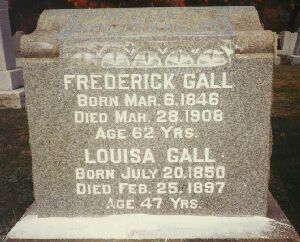 FREDERICK GALL
BORN MAR. 6, 1846
DIED MAR. 28, 1908
AGE 62 YRS.
LOUISA GALL
BORN JULY 20, 1850
DIED FEB. 25, 1897
AGE 47 YRS.